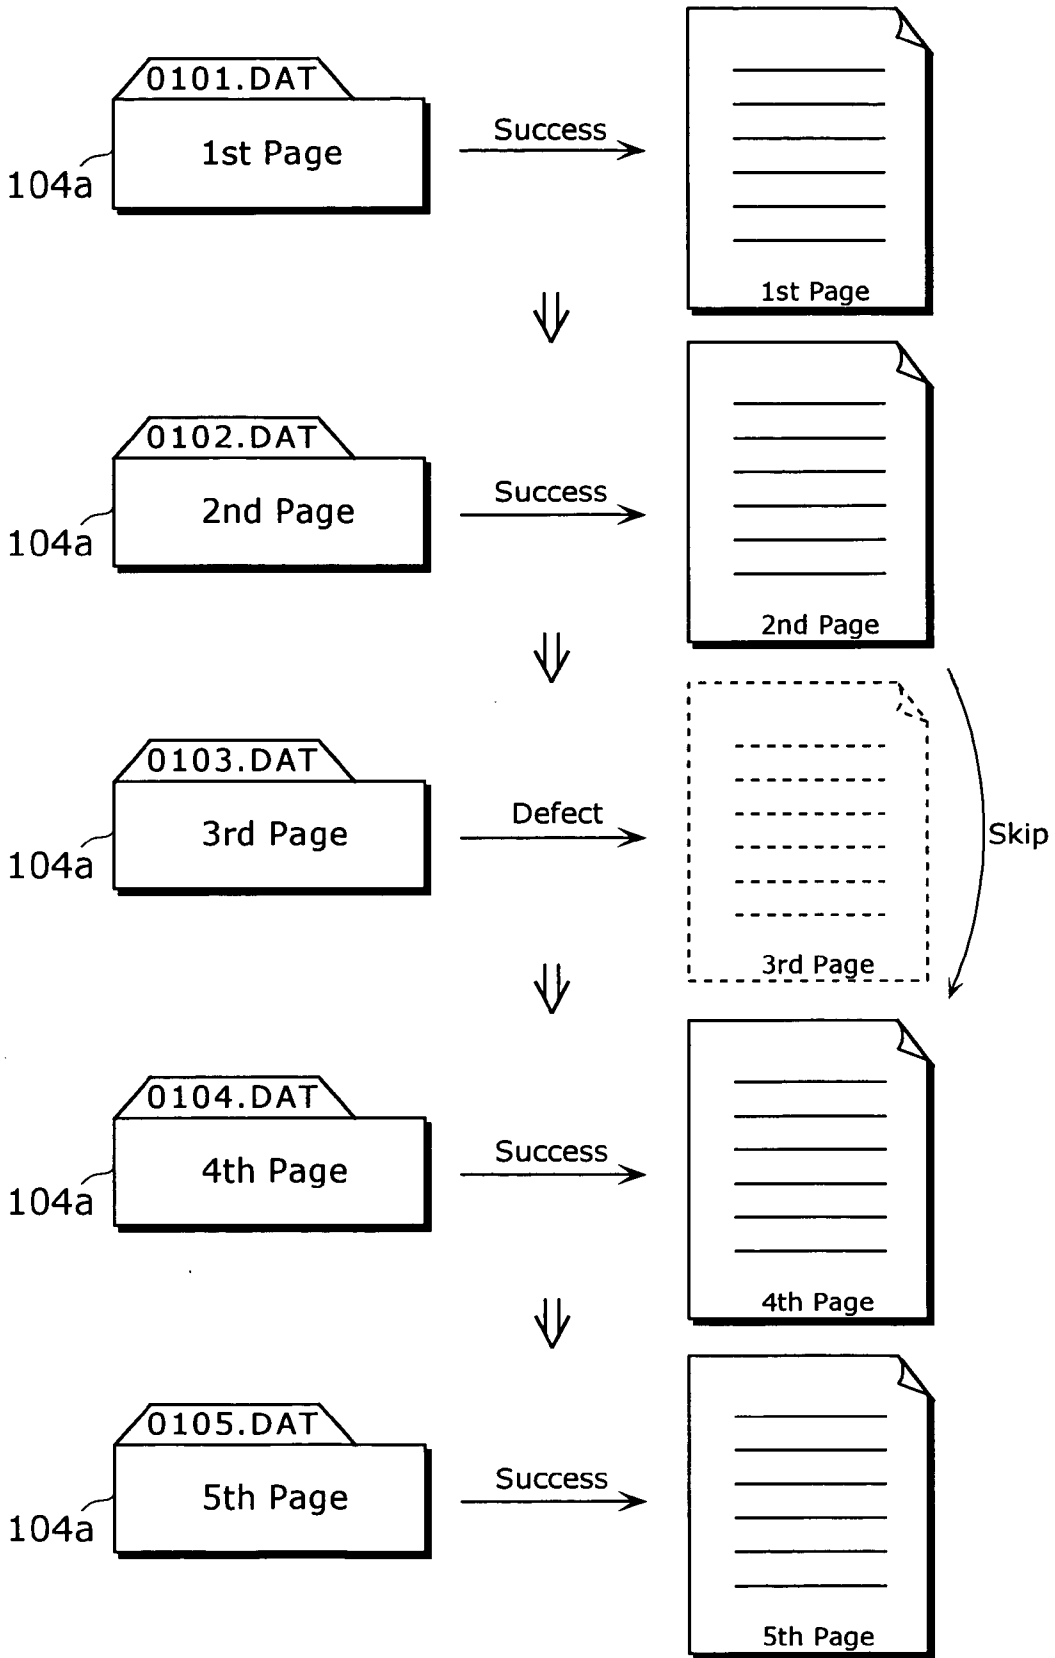 0101.DAT
1st Page
Success
104a
1st Page
0102.DAT
2nd Page
Success
104a
2nd Page
0103.DAT
3rd Page
Defect
104a
Skip
3rd Page
0104.DAT
4th Page
Success
104a
4th Page
0105.DAT
5th Page
Success
104a
5th Page